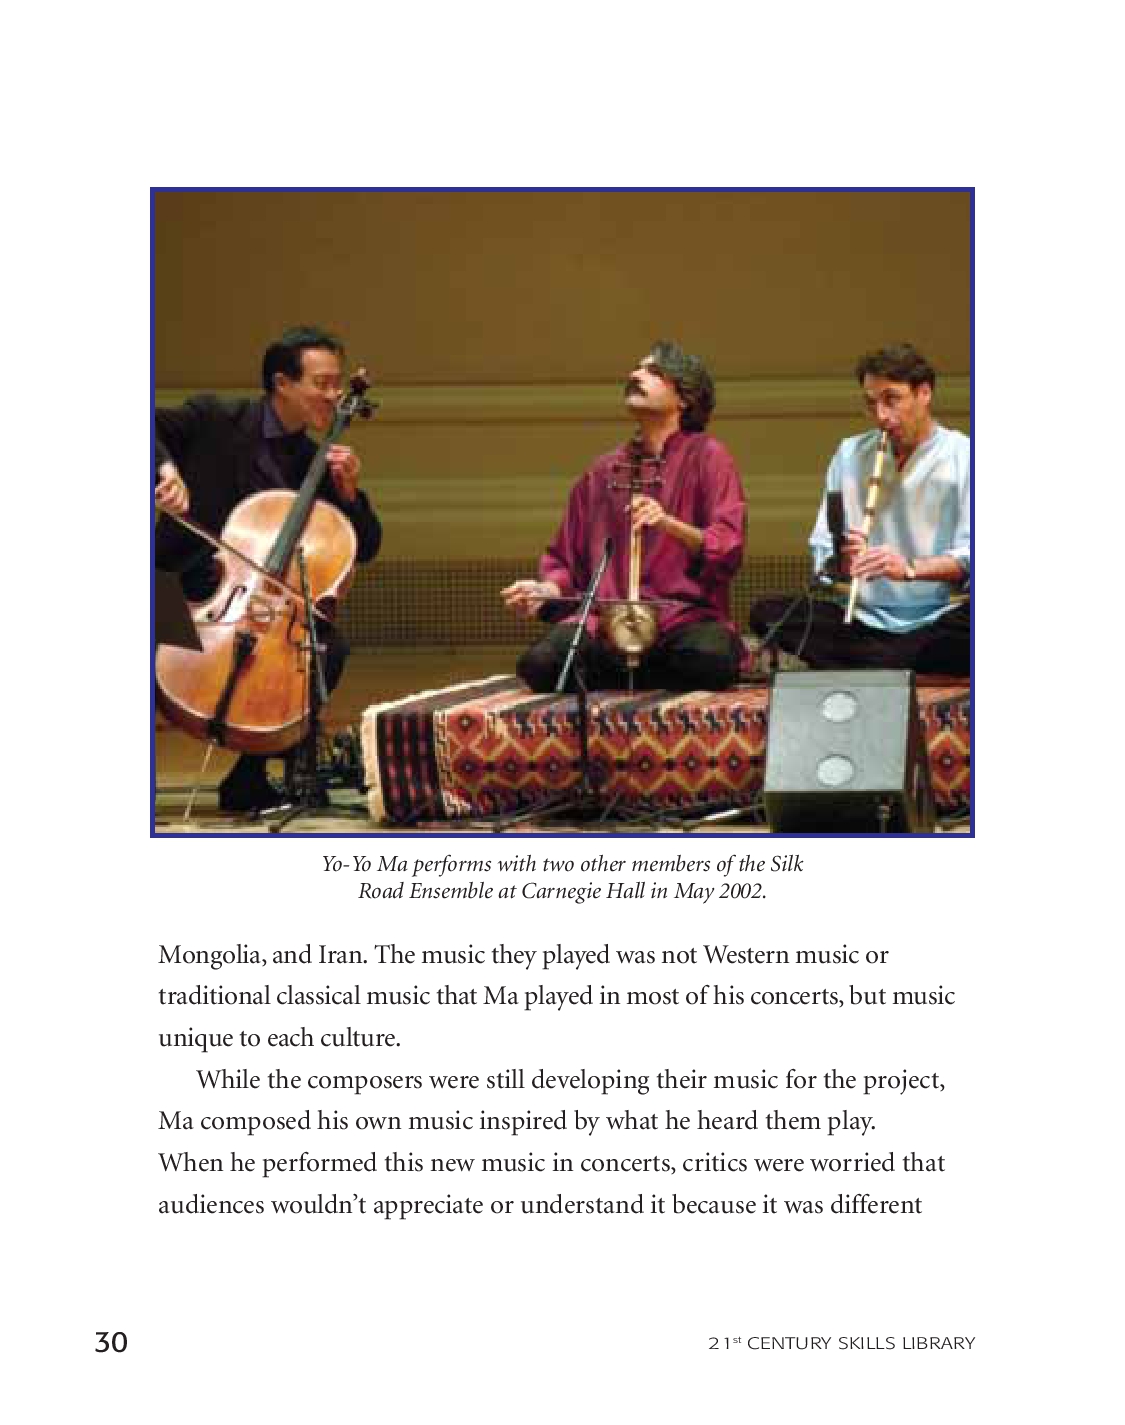 Yo-Yo Ma performs with two other members of the Silk
Road Ensemble at Carnegie Hall in May 2002.
Mongolia, and Iran. The music they played was not Western music or
traditional classical music that Ma played in most of his concerts, but music
unique to each culture.
While the composers were still developing their music for the project,
Ma composed his own music inspired by what he heard them play.
When he performed this new music in concerts, critics were worried that
audiences wouldn’t appreciate or understand it because it was different
30
21st CENTURY SKILLS LIBRARY